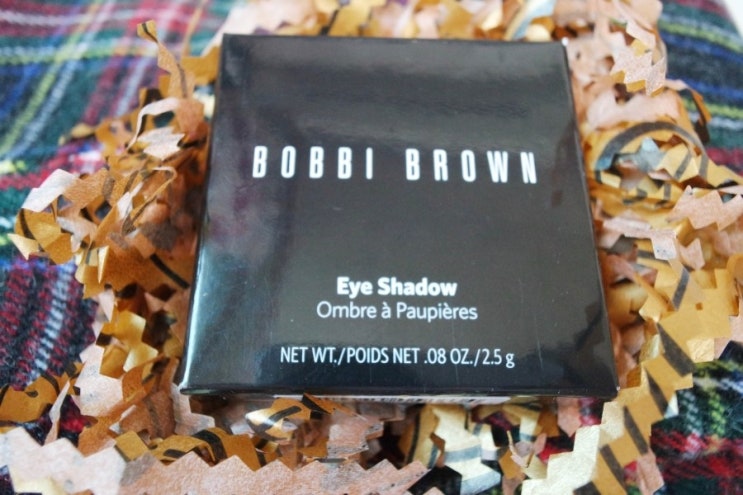 BOBBI BROWN
Eye Shadow
Ombre à Paupières
NET WT./POIDS NET .08 OZ./2.5 g